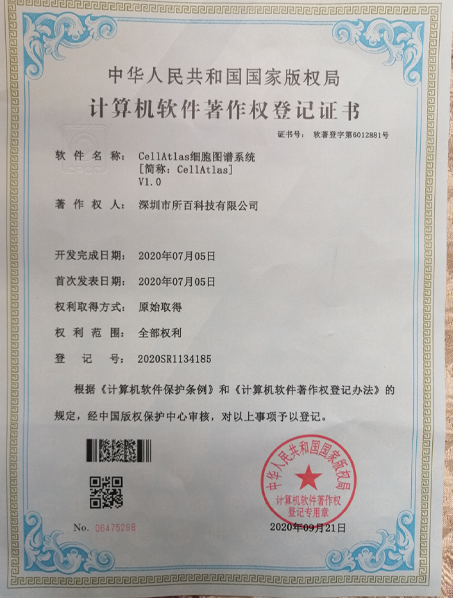 中华人民共和国国家版权局
计算机软件著作权登记证书
证书号： 软著登字第6012881号
软件名称： CellAtlas细胞图谱系统
[简称：CellAtlas]
V1.0
著作权人： 深圳市所百科技有限公司
开发完成日期： 2020年07月05日
首次发表日期： 2020年07月05日
权利取得方式： 原始取得
权利范围： 全部权利
登记号： 2020SR1134185
根据《计算机软件保护条例》和《计算机软件著作权登记办法》的
规定，经中国版权保护中心审核，对以上事项予以登记。
中华人民共和国国家版权局
计算机软件著作权
登记专用章
No. 06475298
2020年09月21日